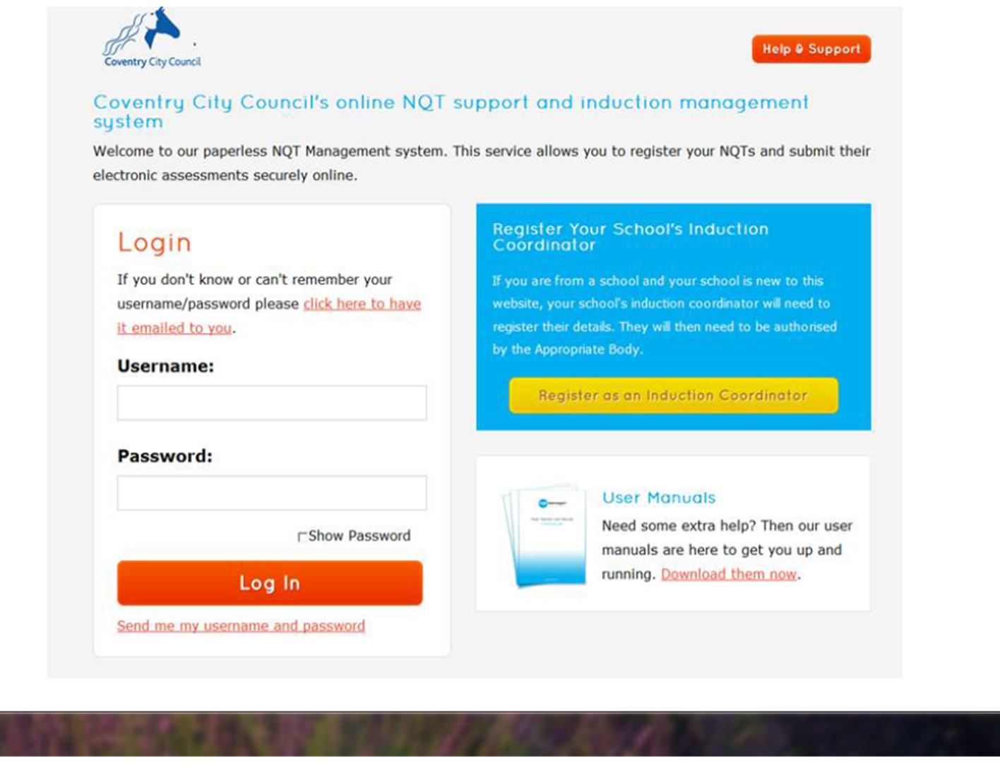 Coventry City Council
Help & Support
Coventry City Council's online NQT support and induction management
system
Welcome to our paperless NQT Management system. This service allows you to register your NQTs and submit their
electronic assessments securely online.
Login
If you don't know or can't remember your
username/password please click here to have
it emailed to you.
Username:
Password:
Show Password
Log In
Send me my username and password
Register Your School's Induction
Coordinator
If you are from a school and your school is new to this
website, your school's induction coordinator will need to
register their details. They will then need to be authorised
by the Appropriate Body.
Register as an Induction Coordinator
User Manuals
Need some extra help? Then our user
manuals are here to get you up and
running. Download them now.